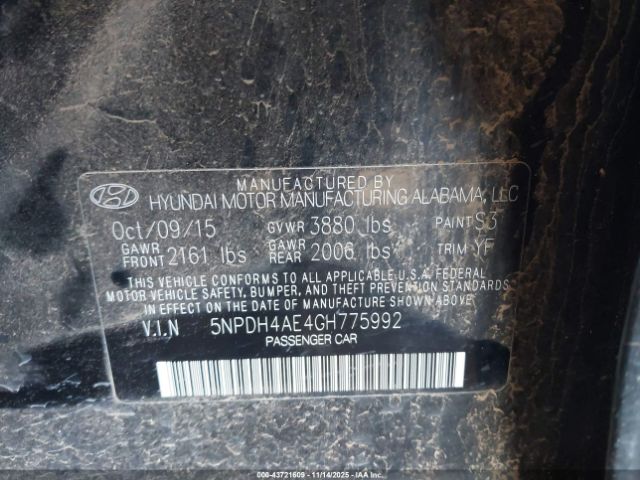 MANUFACTURED BY
HYUNDAI MOTOR MANUFACTURING ALABAMA, LLC
Oct/09/15 GVWR 3880 lbs PAINT S3
GAWR FRONT 2161 lbs GAWR REAR 2006 lbs TRIM YF
THIS VEHICLE CONFORMS TO ALL APPLICABLE U.S.A. FEDERAL
MOTOR VEHICLE SAFETY, BUMPER, AND THEFT PREVENTION STANDARDS
IN EFFECT ON THE DATE OF MANUFACTURE SHOWN ABOVE.
V.I.N 5NPDH4AE4GH775992
PASSENGER CAR
000-43721609 - 11/14/2025 - IAA Inc.